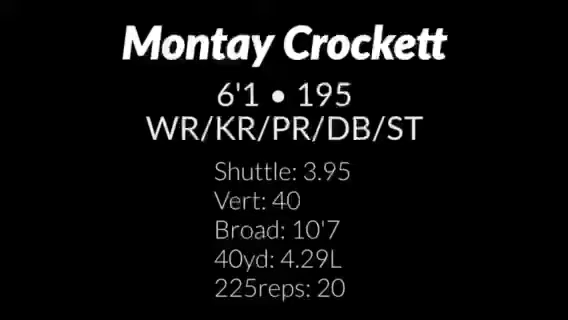 Montay Crockett
6'1 • 195
WR/KR/PR/DB/ST
Shuttle: 3.95
Vert: 40
Broad: 10'7
40yd: 4.29L
225reps: 20